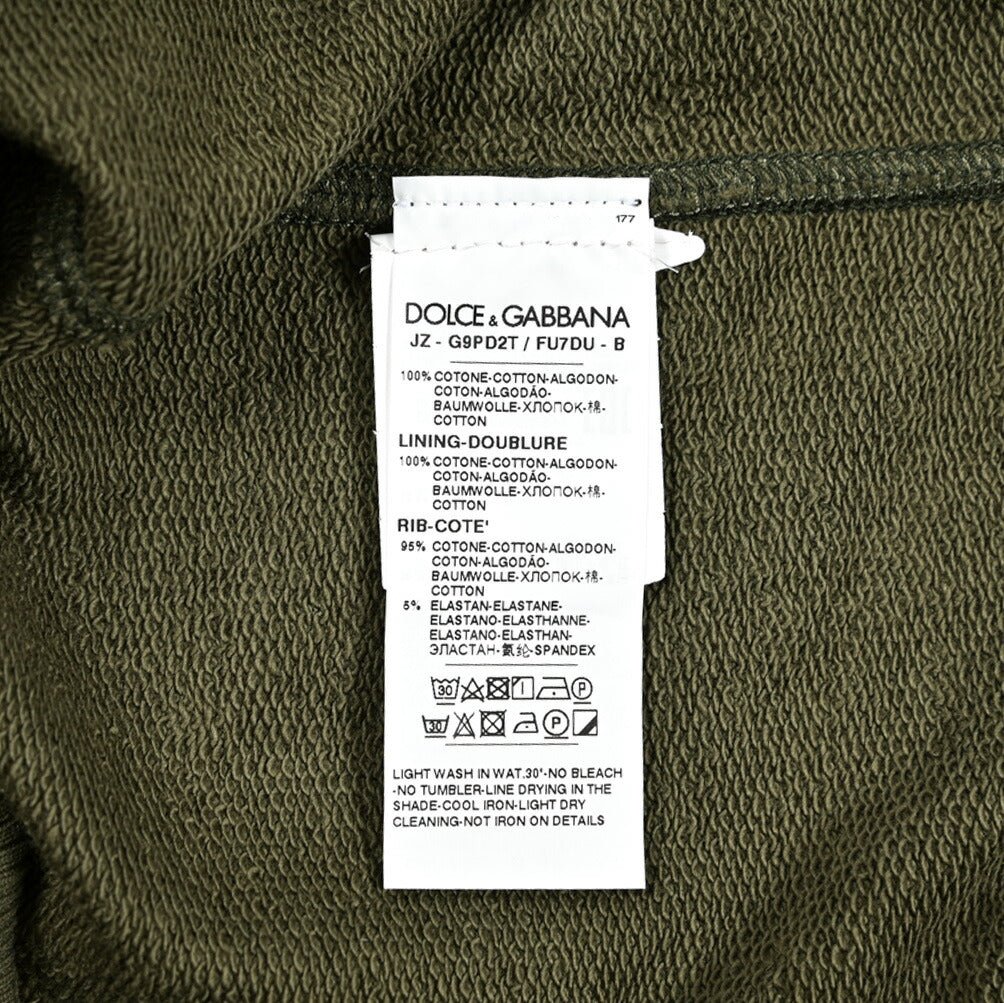 177
DOLCE & GABBANA
JZ - G9PD2T / FU7DU - B
100% COTONE-COTTON-ALGODON-
COTON-ALGODÃO-
BAUMWOLLE-ХЛОПОК-棉-
COTTON
LINING-DOUBLURE
100% COTONE-COTTON-ALGODON-
COTON-ALGODÃO-
BAUMWOLLE-ХЛОПОК-棉-
COTTON
RIB-COTE'
95% COTONE-COTTON-ALGODON-
COTON-ALGODÃO-
BAUMWOLLE-ХЛОПОК-棉-
COTTON
5% ELASTAN-ELASTANE-
ELASTANO-ELASTHANNE-
ELASTANO-ELASTHAN-
ЭЛАСТАН-氨纶-SPANDEX
30 P
30 P
LIGHT WASH IN WAT.30°-NO BLEACH
-NO TUMBLER-LINE DRYING IN THE
SHADE-COOL IRON-LIGHT DRY
CLEANING-NOT IRON ON DETAILS